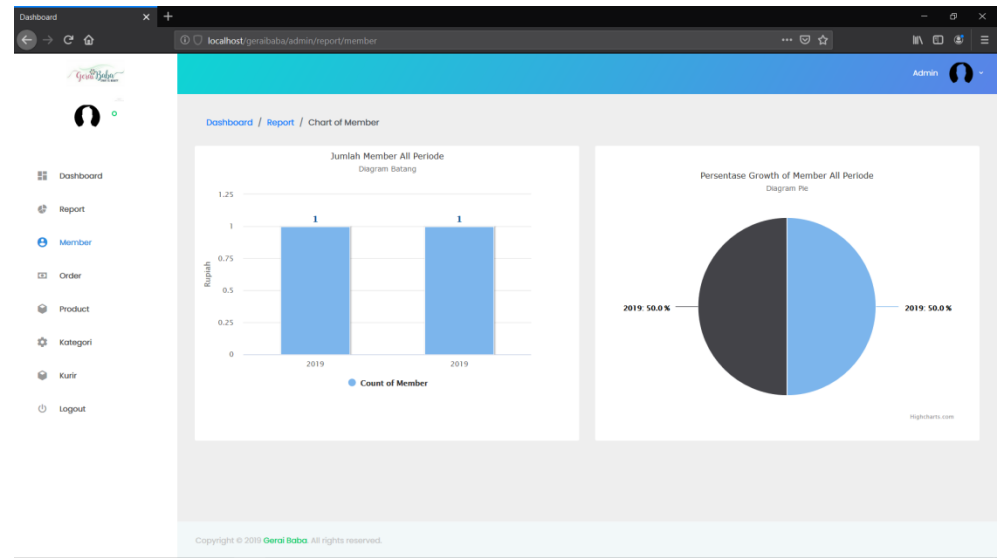 Dashboard
localhost/geraibaba/admin/report/member
Gerai Baba
Admin
Dashboard / Report / Chart of Member
Dashboard
Report
Member
Order
Product
Kategori
Kurir
Logout
Jumlah Member All Periode
Diagram Batang
Rupiah
1.25
1
0.75
0.5
0.25
0
1
1
2019
2019
Count of Member
Persentase Growth of Member All Periode
Diagram Pie
2019: 50.0 %
2019: 50.0 %
Highcharts.com
Copyright © 2019 Gerai Baba. All rights reserved.